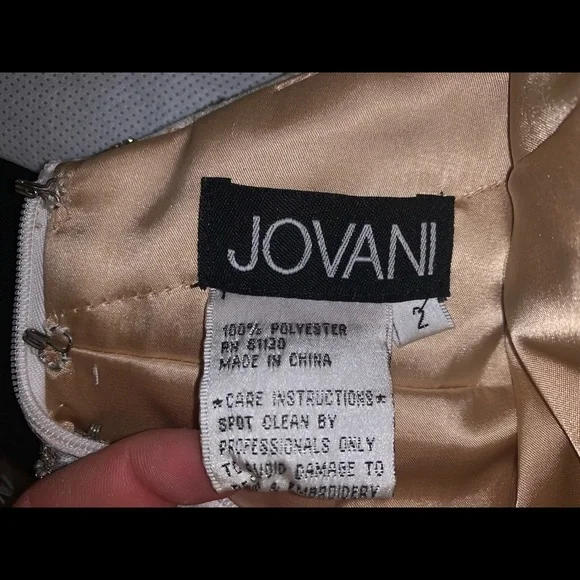 JOVANI
2
100% POLYESTER
RN 81130
MADE IN CHINA
*CARE INSTRUCTIONS*
SPOT CLEAN BY
PROFESSIONALS ONLY
TO AVOID DAMAGE TO
& EMBROIDERY